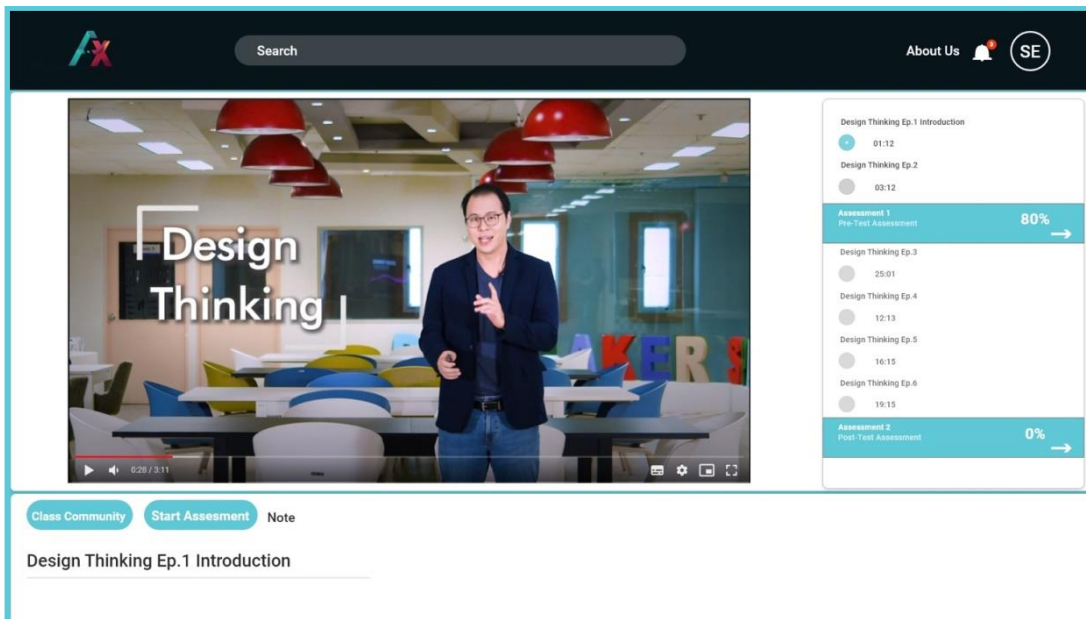 AX
Search
About Us
3
SE
Design
Thinking
AKERS
0:28 / 3:11
Design Thinking Ep.1 Introduction
01:12
Design Thinking Ep.2
03:12
Assessment 1
Pre-Test Assessment
80%
Design Thinking Ep.3
25:01
Design Thinking Ep.4
12:13
Design Thinking Ep.5
16:15
Design Thinking Ep.6
19:15
Assessment 2
Post-Test Assessment
0%
Class Community
Start Assesment
Note
Design Thinking Ep.1 Introduction